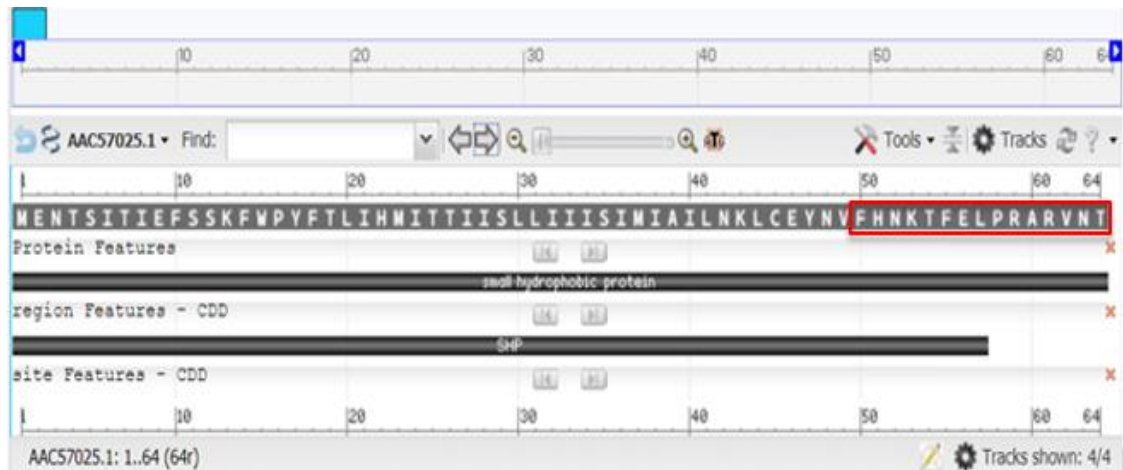 10 20 30 40 50 60
AAC57025.1 Find: Tools Tracks ?
1 10 20 30 40 50 60 64
M E N T S I T I E F S S K F W P Y F T L I H M I T T I I S L L I I I S I M I A I L N K L C E Y N V F H N K T F E L P R A R V N T
Protein Features
small hydrophobic protein
region Features - CDD
SHP
site Features - CDD
1 10 20 30 40 50 60 64
AAC57025.1: 1..64 (64r) Tracks shown: 4/4